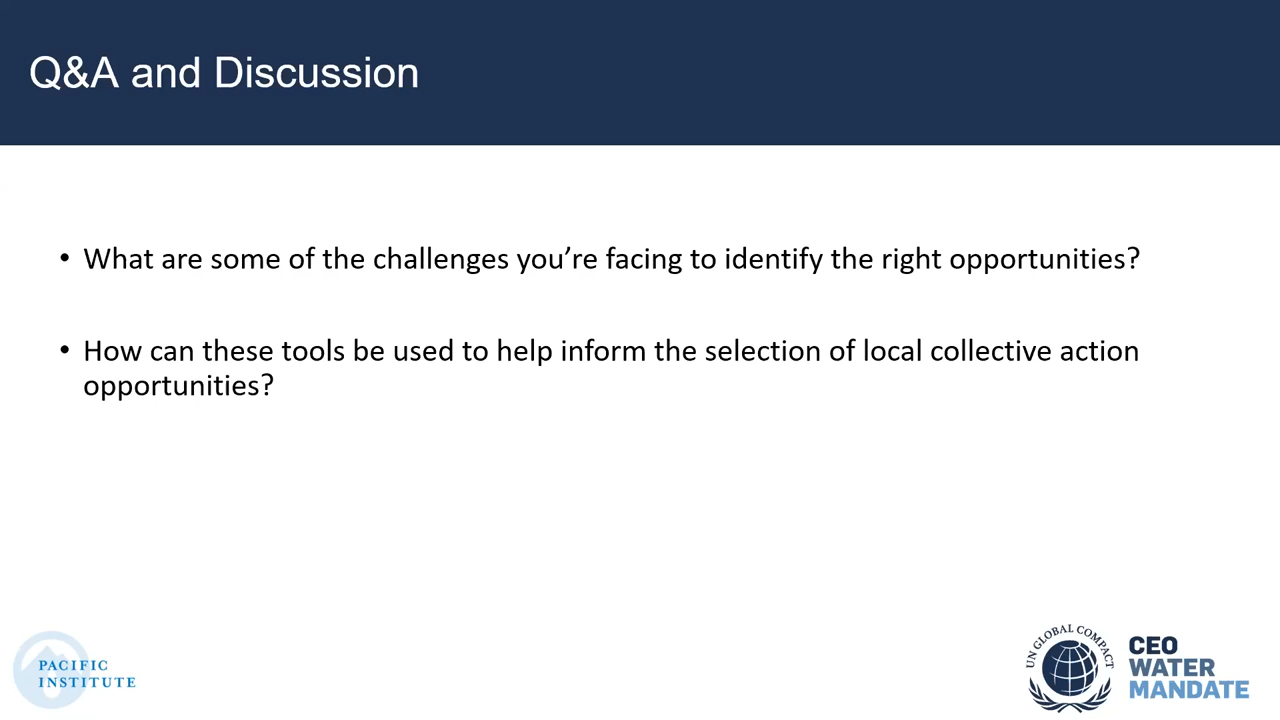 Q&A and Discussion
• What are some of the challenges you’re facing to identify the right opportunities?
• How can these tools be used to help inform the selection of local collective action
opportunities?
PACIFIC
INSTITUTE
UN GLOBAL COMPACT
CEO
WATER
MANDATE